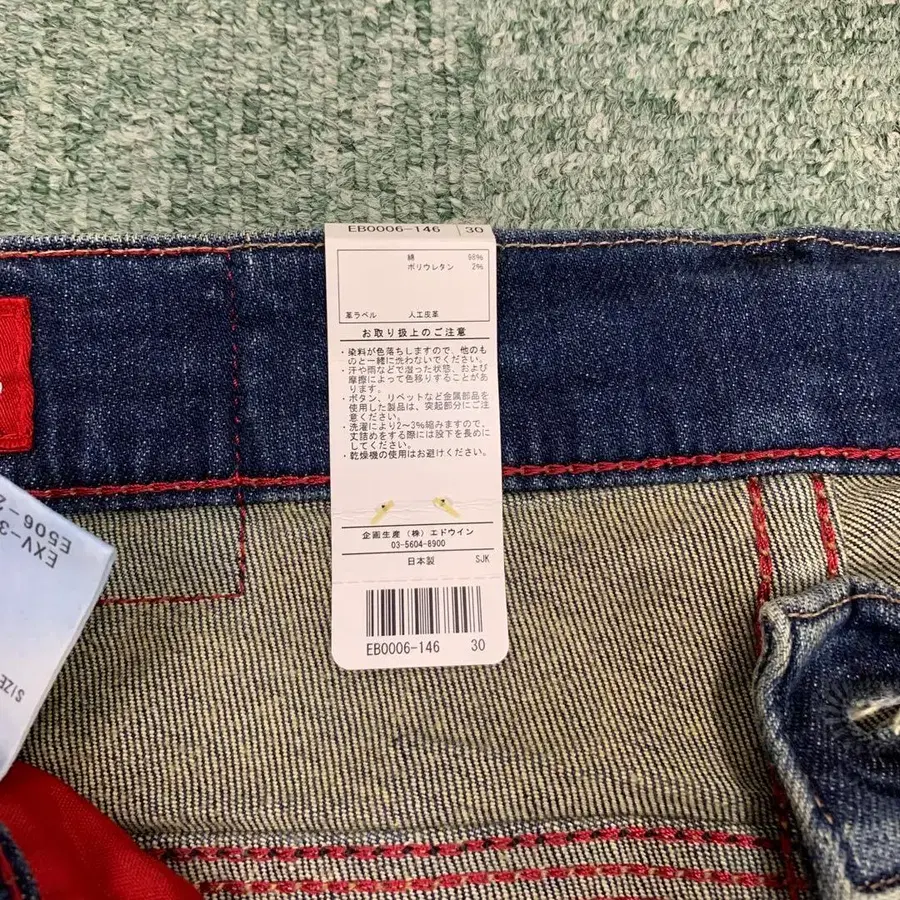 EB0006-146 30
綿 98%
ポリウレタン 2%
革ラベル 人工皮革
お取り扱上のご注意
・染料が色落ちしますので、他のも
のと一緒に洗わないでください。
・汗や雨などで湿った状態、および
摩擦によって色移りすることがあ
ります。
・ボタン、リベットなど金属部品を
使用した製品は、突起部分にご注
意ください。
・洗濯により2〜3%縮みますので、
丈詰めをする際には股下を長めに
してください。
・乾燥機の使用はお避けください。
企画生産(株)エドウイン
03-5604-8900
日本製 SJK
EB0006-146 30
EXV-3
E506-2
SIZE